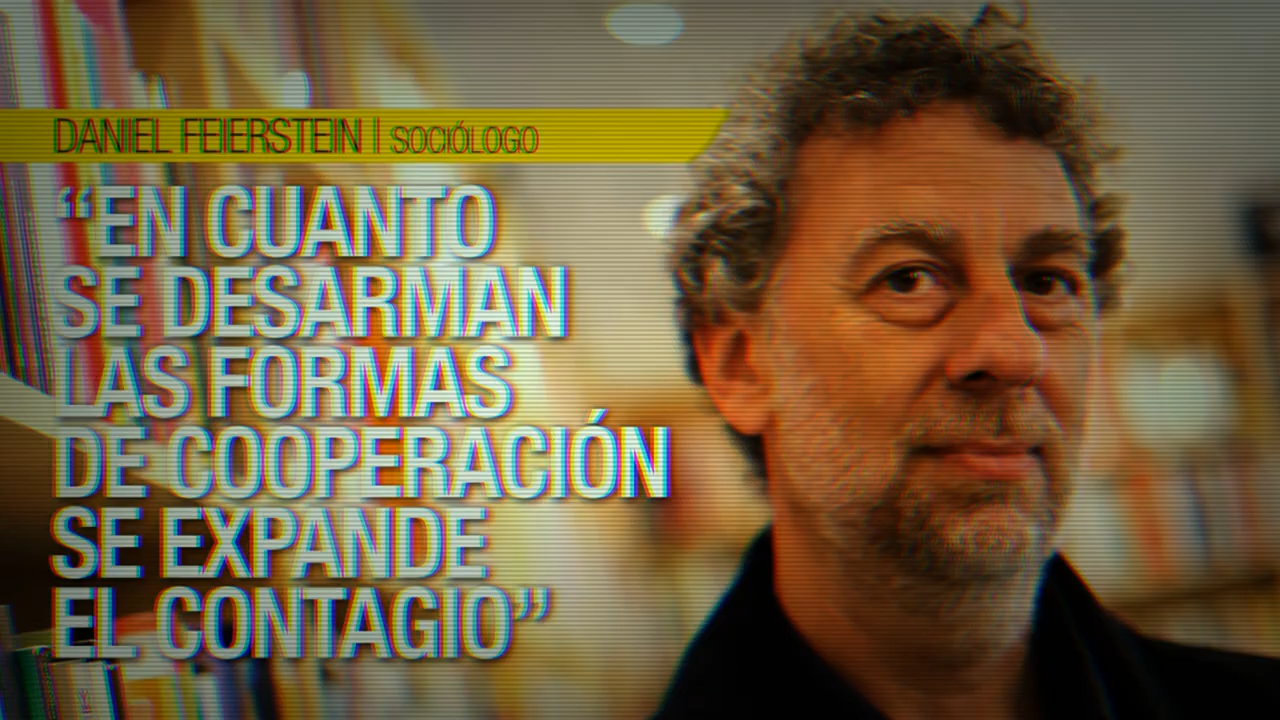 DANIEL FEIERSTEIN | SOCIÓLOGO
“EN CUANTO
SE DESARMAN
LAS FORMAS
DE COOPERACIÓN
SE EXPANDE
EL CONTAGIO”